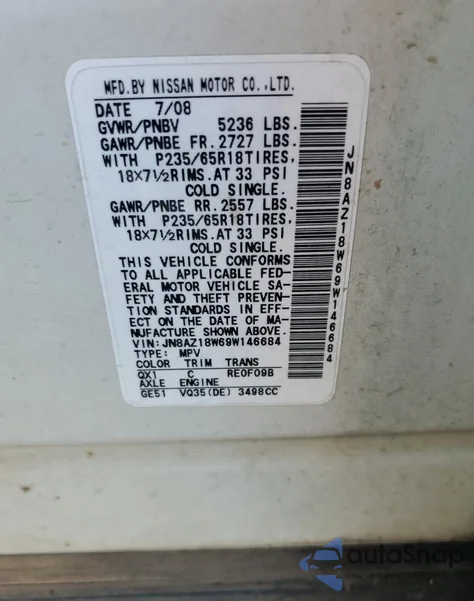 MFD.BY NISSAN MOTOR CO.,LTD.
DATE 7/08
GVWR/PNBV 5236 LBS.
GAWR/PNBE FR. 2727 LBS.
WITH P235/65R18TIRES,
18×7½RIMS.AT 33 PSI
COLD SINGLE.
GAWR/PNBE RR. 2557 LBS.
WITH P235/65R18TIRES,
18×7½RIMS.AT 33 PSI
COLD SINGLE.
THIS VEHICLE CONFORMS
TO ALL APPLICABLE FED-
ERAL MOTOR VEHICLE SA-
FETY AND THEFT PREVEN-
TION STANDARDS IN EFF-
ECT ON THE DATE OF MA-
NUFACTURE SHOWN ABOVE.
VIN:JN8AZ18W69W146684
TYPE: MPV
COLOR TRIM TRANS
QX1 C RE0F09B
AXLE ENGINE
GE51 VQ35(DE) 3498CC
JN8AZ18W69W146684
autoSnap